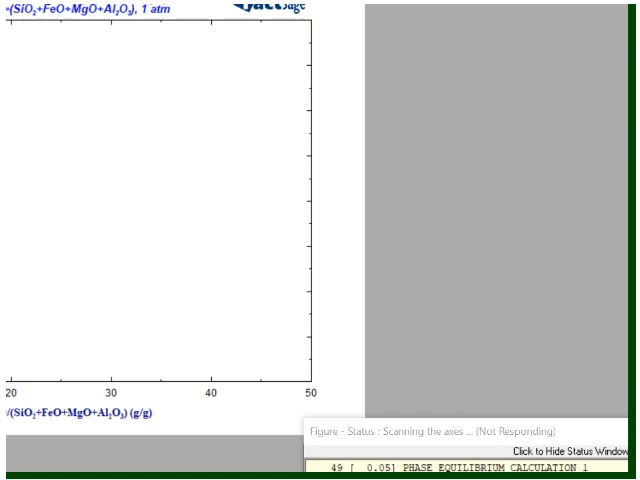 (SiO₂+FeO+MgO+Al₂O₃), 1 atm
20 30 40 50
/(SiO₂+FeO+MgO+Al₂O₃) (g/g)
Figure - Status : Scanning the axes ... (Not Responding)
Click to Hide Status Window
49 [ 0.05] PHASE EQUILIBRIUM CALCULATION 1